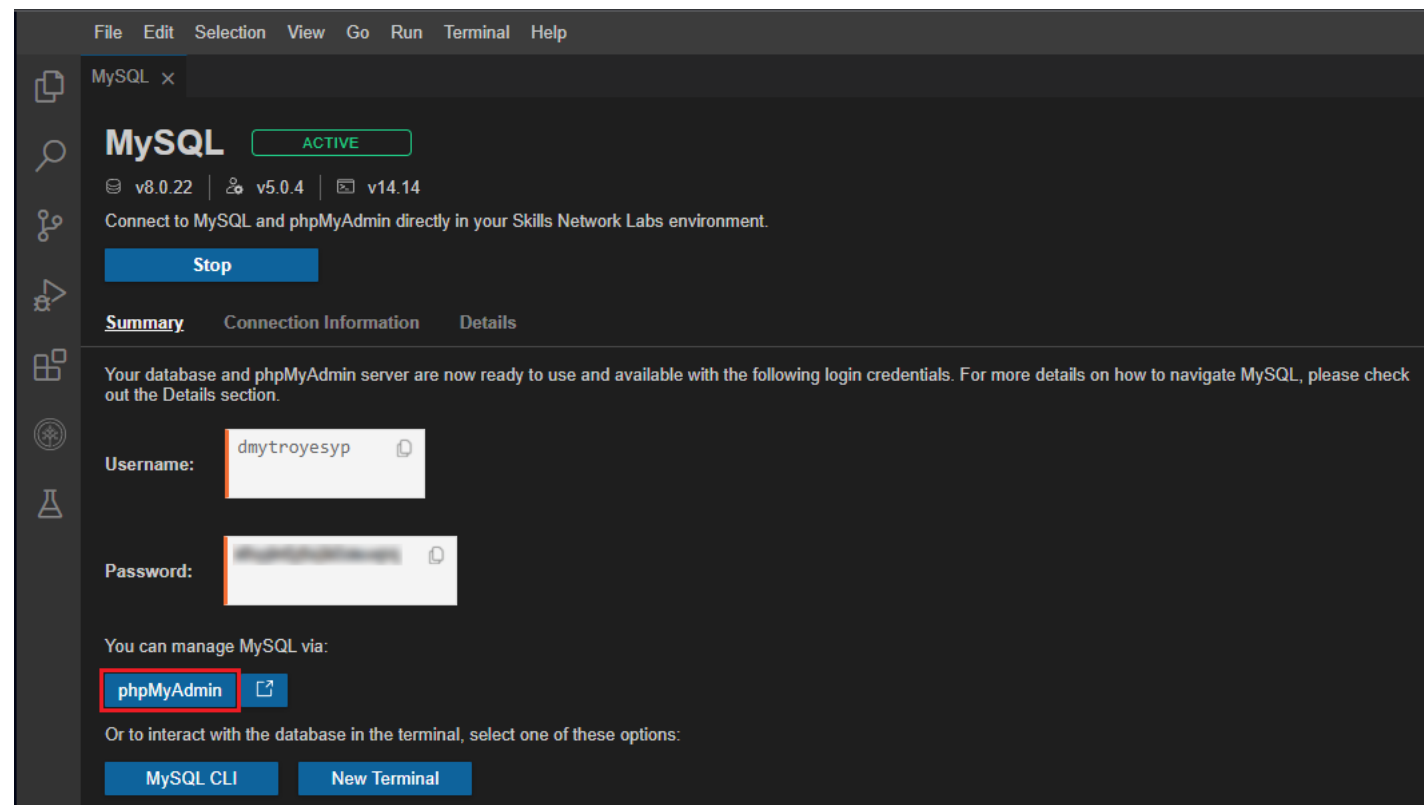 File Edit Selection View Go Run Terminal Help
MySQL
MySQL ACTIVE
v8.0.22 v5.0.4 v14.14
Connect to MySQL and phpMyAdmin directly in your Skills Network Labs environment.
Stop
Summary Connection Information Details
Your database and phpMyAdmin server are now ready to use and available with the following login credentials. For more details on how to navigate MySQL, please check
out the Details section.
dmytroyesyp
Username:
Password:
You can manage MySQL via:
phpMyAdmin
Or to interact with the database in the terminal, select one of these options:
MySQL CLI New Terminal